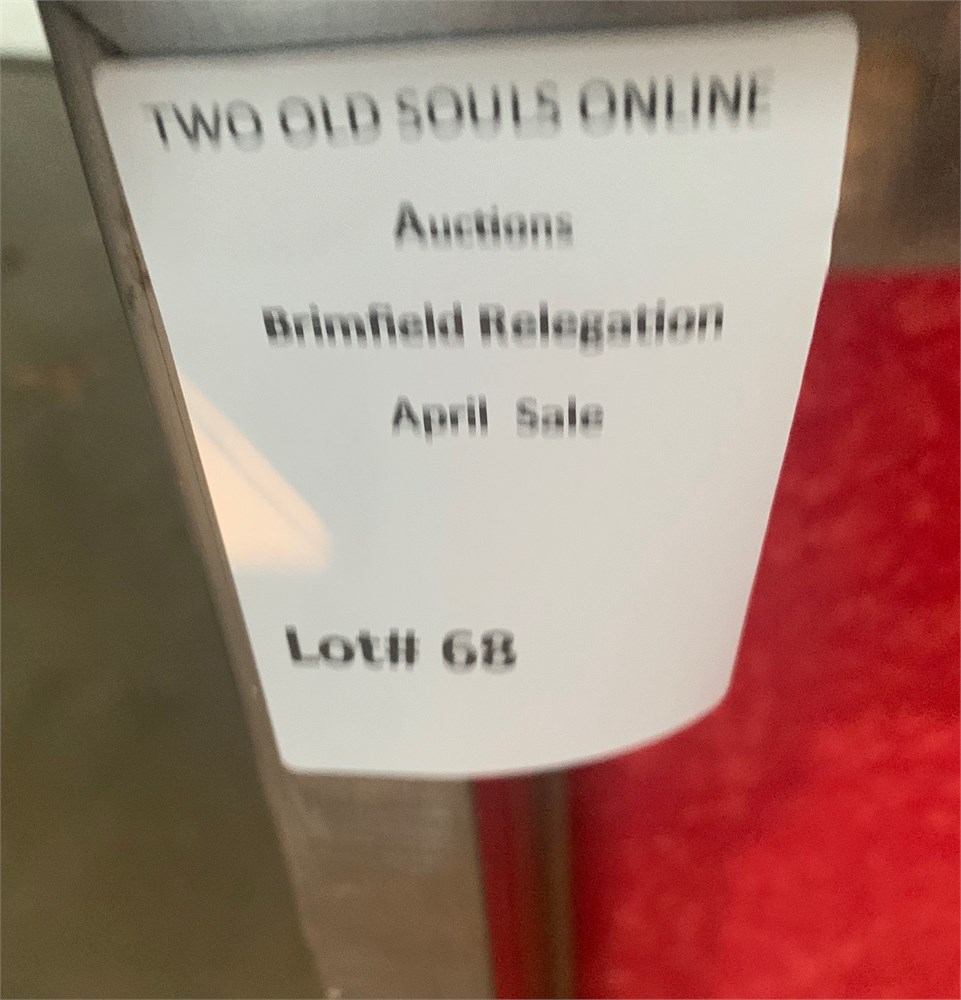 TWO OLD SOULS ONLINE
Auctions
Brimfield Relegation
April Sale
Lot# 68